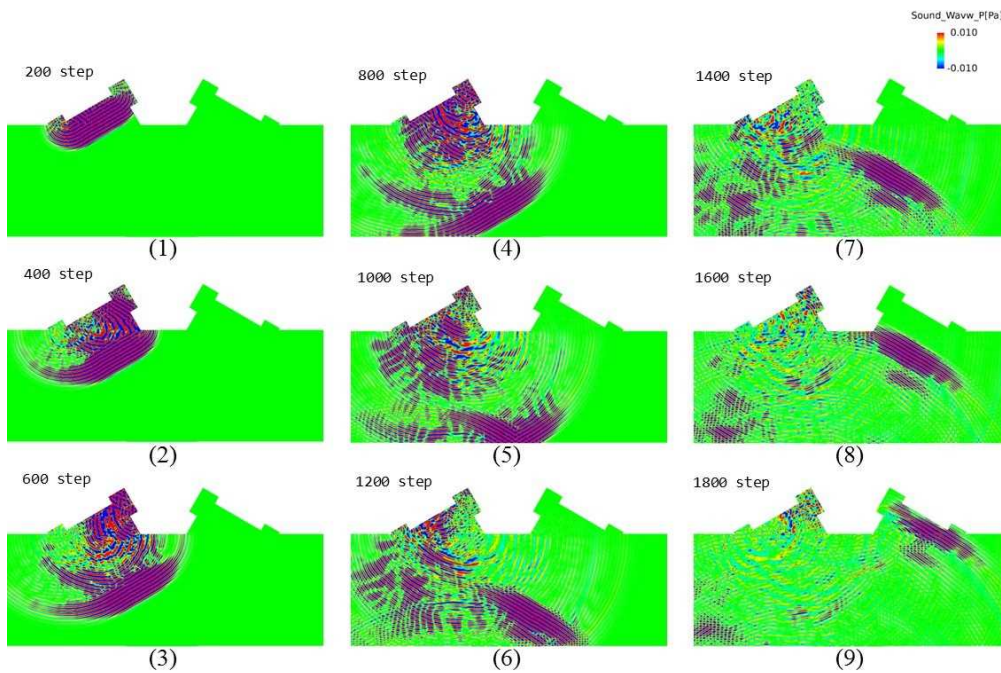 Sound_Wavw_P[Pa]
0.010
-0.010
200 step
800 step
1400 step
(1)
(4)
(7)
400 step
1000 step
1600 step
(2)
(5)
(8)
600 step
1200 step
1800 step
(3)
(6)
(9)